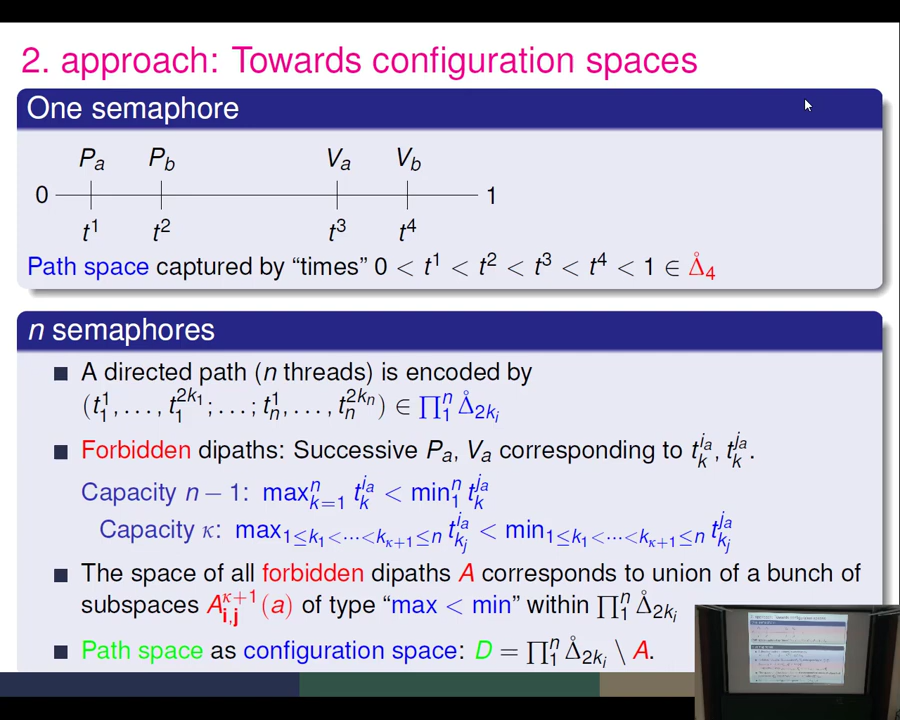 2. approach: Towards configuration spaces
One semaphore
Pₐ P_b Vₐ V_b
0 1
t¹ t² t³ t⁴
Path space captured by “times” 0 < t¹ < t² < t³ < t⁴ < 1 ∈ Δ̊₄
n semaphores
■ A directed path (n threads) is encoded by
(t₁¹, . . . , t₁^{2k₁}; . . . ; tₙ¹, . . . , tₙ^{2kₙ}) ∈ ∏₁ⁿ Δ̊_{2kᵢ}
■ Forbidden dipaths: Successive Pₐ, Vₐ corresponding to t_k^{iₐ}, t_k^{jₐ}.
Capacity n − 1: max_{k=1}^n t_k^{iₐ} < min₁ⁿ t_k^{jₐ}
Capacity κ: max_{1≤k₁<···<k_{κ+1}≤n} t_{k_j}^{iₐ} < min_{1≤k₁<···<k_{κ+1}≤n} t_{k_j}^{jₐ}
■ The space of all forbidden dipaths A corresponds to union of a bunch of
subspaces A_{i,j}^{κ+1}(a) of type “max < min” within ∏₁ⁿ Δ̊_{2kᵢ}
■ Path space as configuration space: D = ∏₁ⁿ Δ̊_{2kᵢ} \ A.